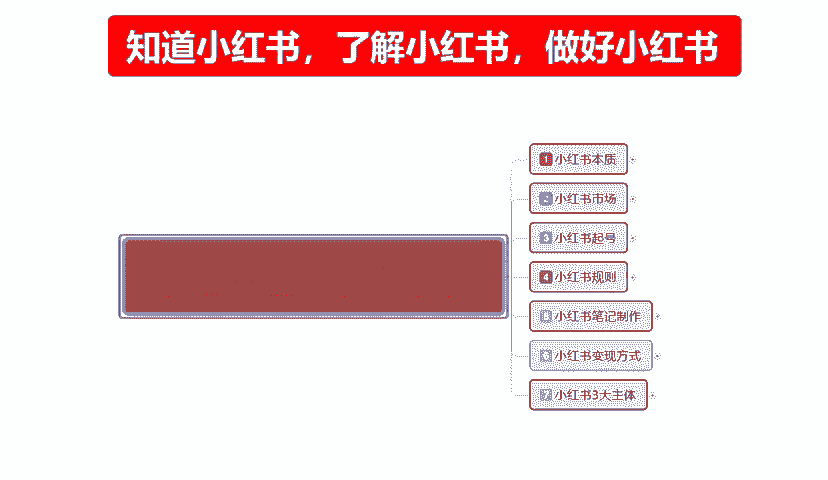 知道小红书，了解小红书，做好小红书
1 小红书本质
2 小红书市场
3 小红书起号
4 小红书规则
5 小红书笔记制作
6 小红书变现方式
7 小红书3大主体